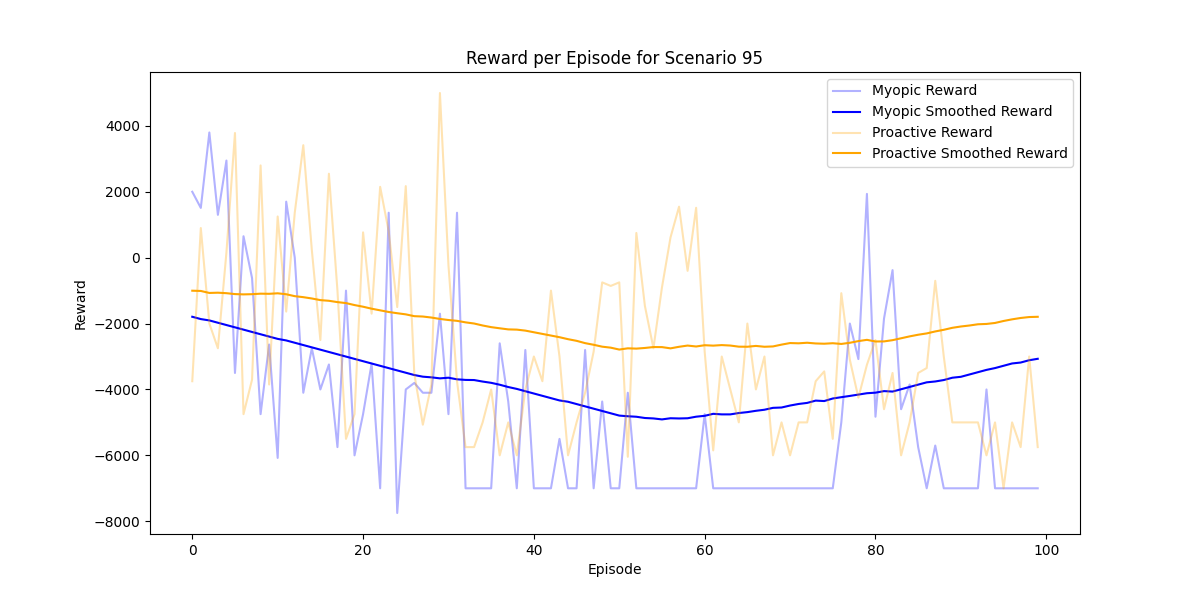 Reward per Episode for Scenario 95
Myopic Reward
Myopic Smoothed Reward
Proactive Reward
Proactive Smoothed Reward
Reward
4000
2000
0
−2000
−4000
−6000
−8000
0 20 40 60 80 100
Episode